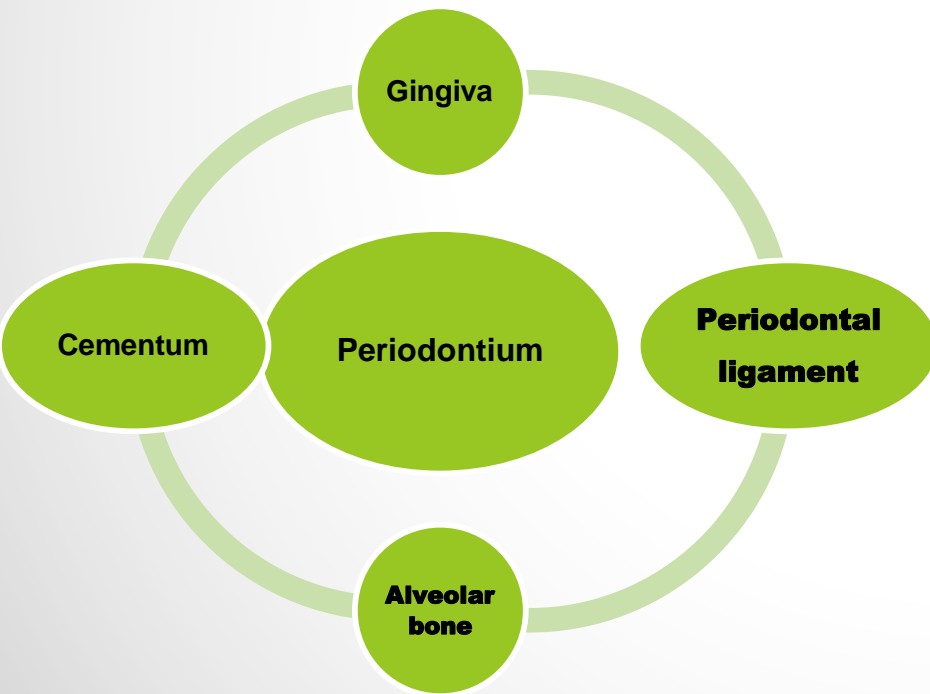 Gingiva
Cementum
Periodontium
Periodontal
ligament
Alveolar
bone